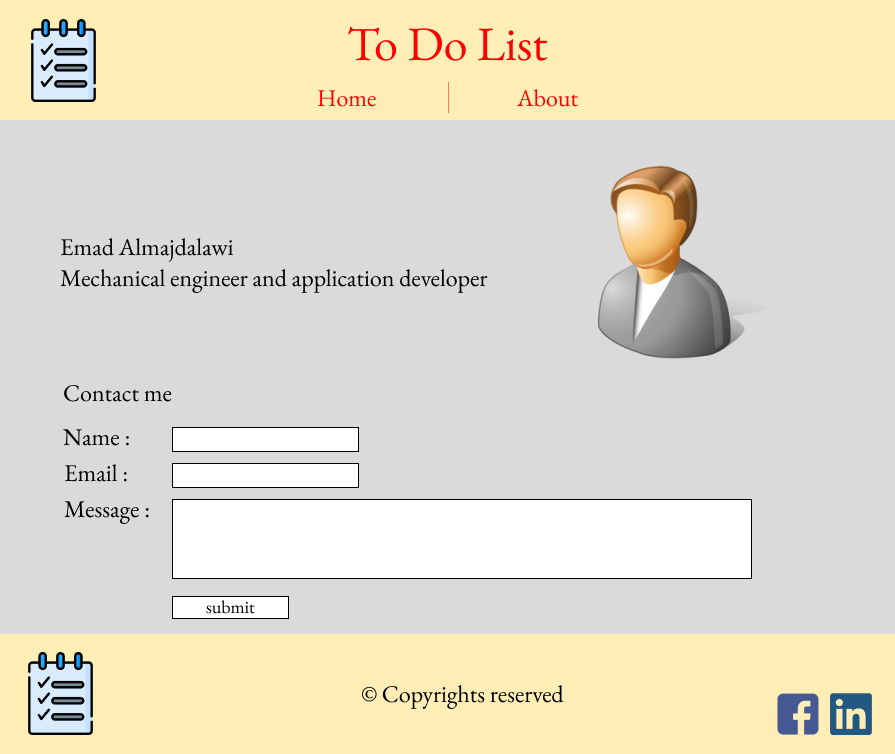 To Do List
Home
About
Emad Almajdalawi
Mechanical engineer and application developer
Contact me
Name :
Email :
Message :
submit
© Copyrights reserved
f
in